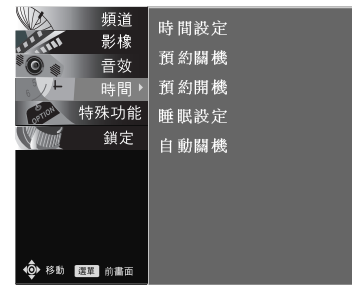 頻道
影像
音效
時間
特殊功能
OPTION
鎖定
移動 選單 前畫面
時間設定
預約關機
預約開機
睡眠設定
自動關機